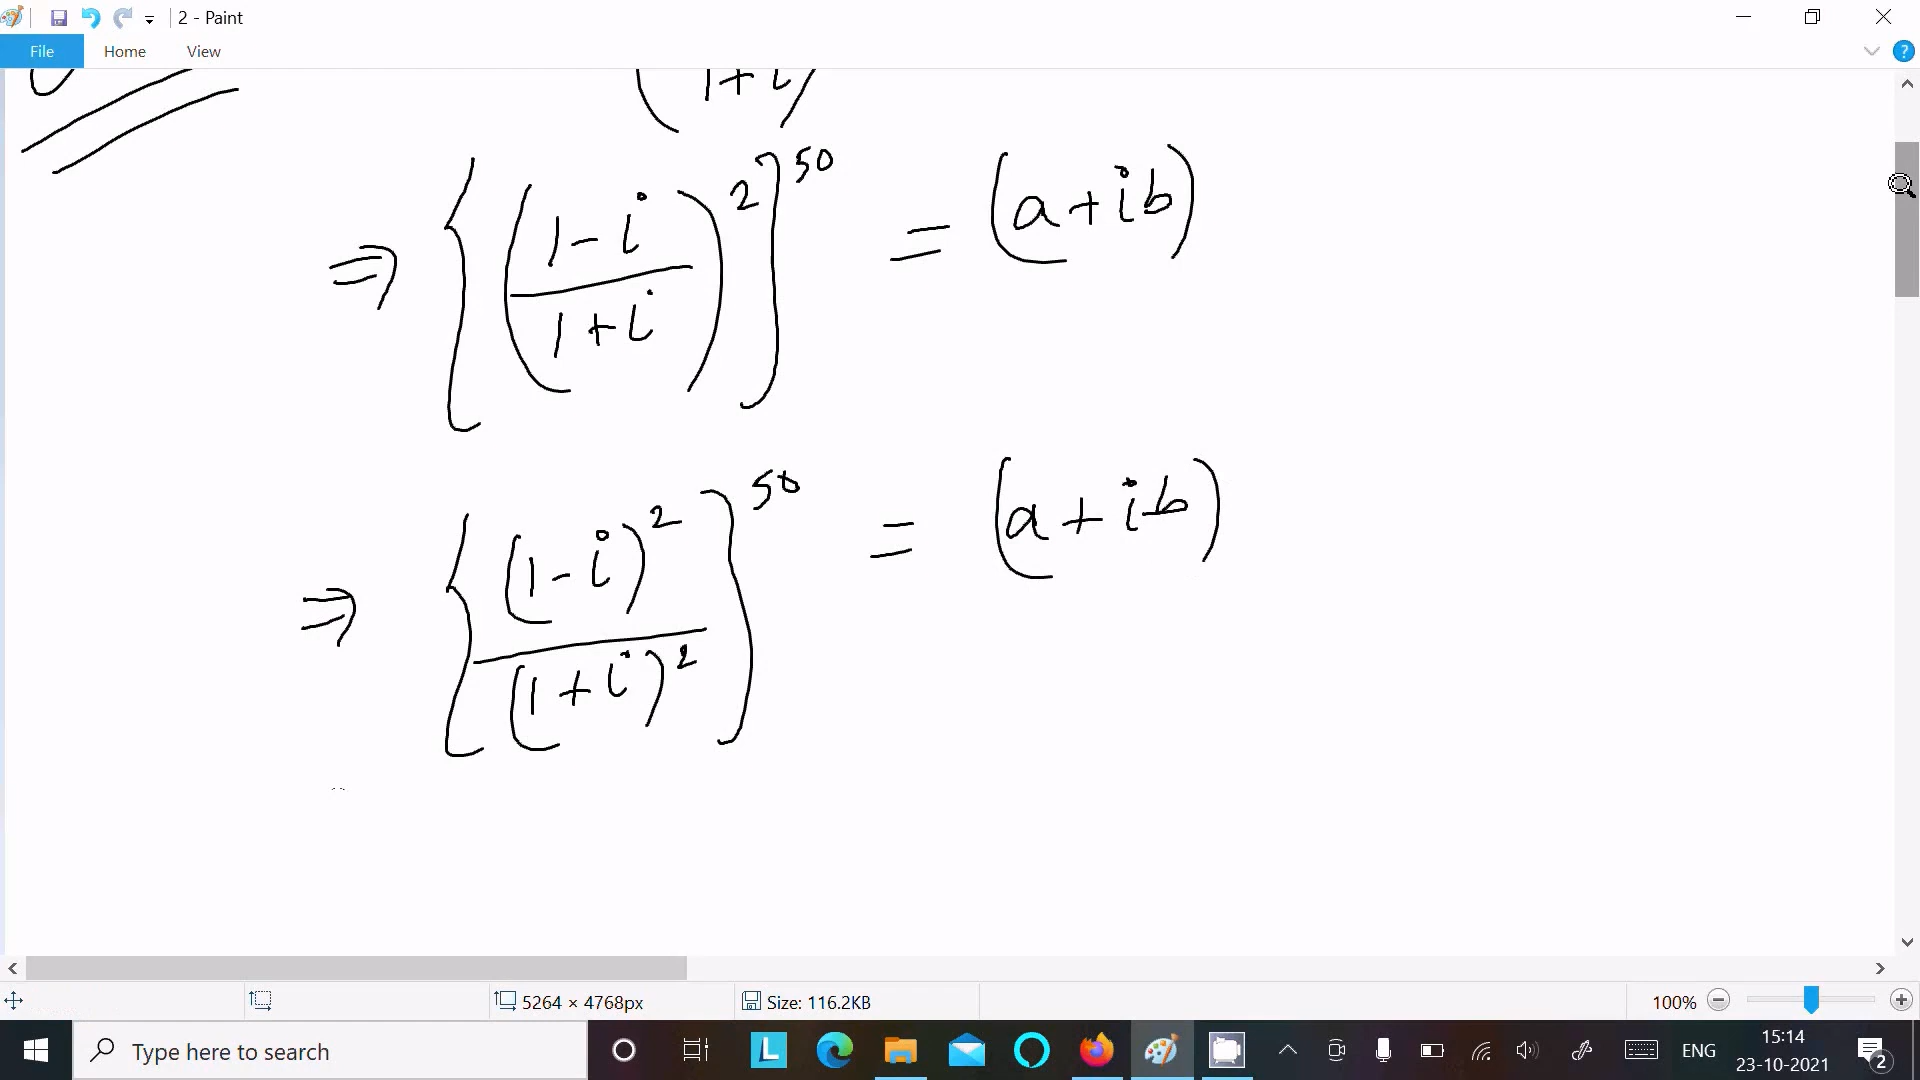 2 - Paint
File Home View
1+i)
⇒ {((1-i)/(1+i))^2}^50 = (a+ib)
⇒ {(1-i)^2/(1+i)^2}^50 = (a+ib)
5264 × 4768px Size: 116.2KB 100%
Type here to search
L
ENG
15:14
23-10-2021
2